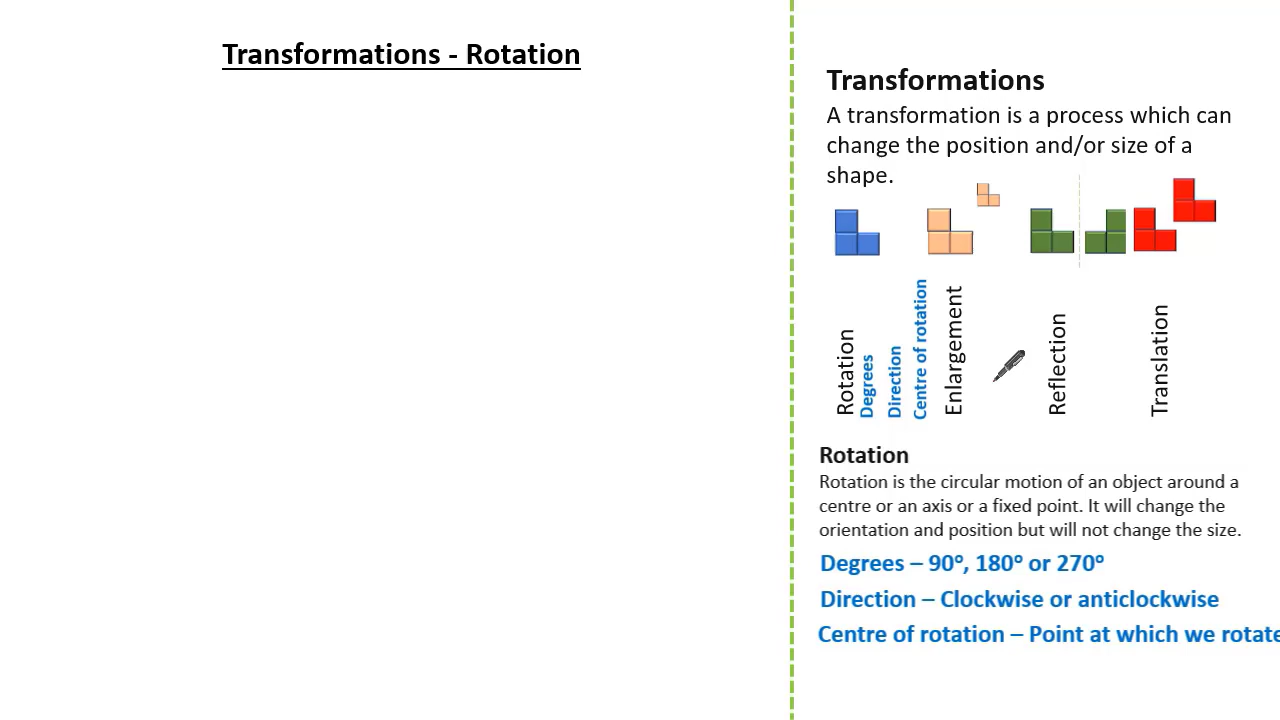 Transformations - Rotation
Transformations
A transformation is a process which can
change the position and/or size of a
shape.
Rotation
Degrees
Direction
Centre of rotation
Enlargement
Reflection
Translation
Rotation
Rotation is the circular motion of an object around a
centre or an axis or a fixed point. It will change the
orientation and position but will not change the size.
Degrees – 90º, 180º or 270º
Direction – Clockwise or anticlockwise
Centre of rotation – Point at which we rotate